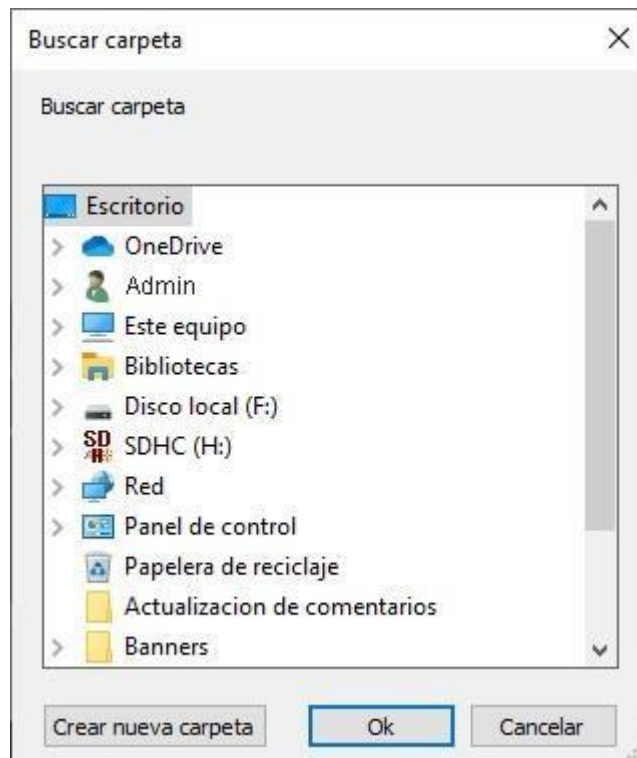 Buscar carpeta
Buscar carpeta
Escritorio
OneDrive
Admin
Este equipo
Bibliotecas
Disco local (F:)
SD
SDHC (H:)
Red
Panel de control
Papelera de reciclaje
Actualizacion de comentarios
Banners
Crear nueva carpeta
Ok
Cancelar